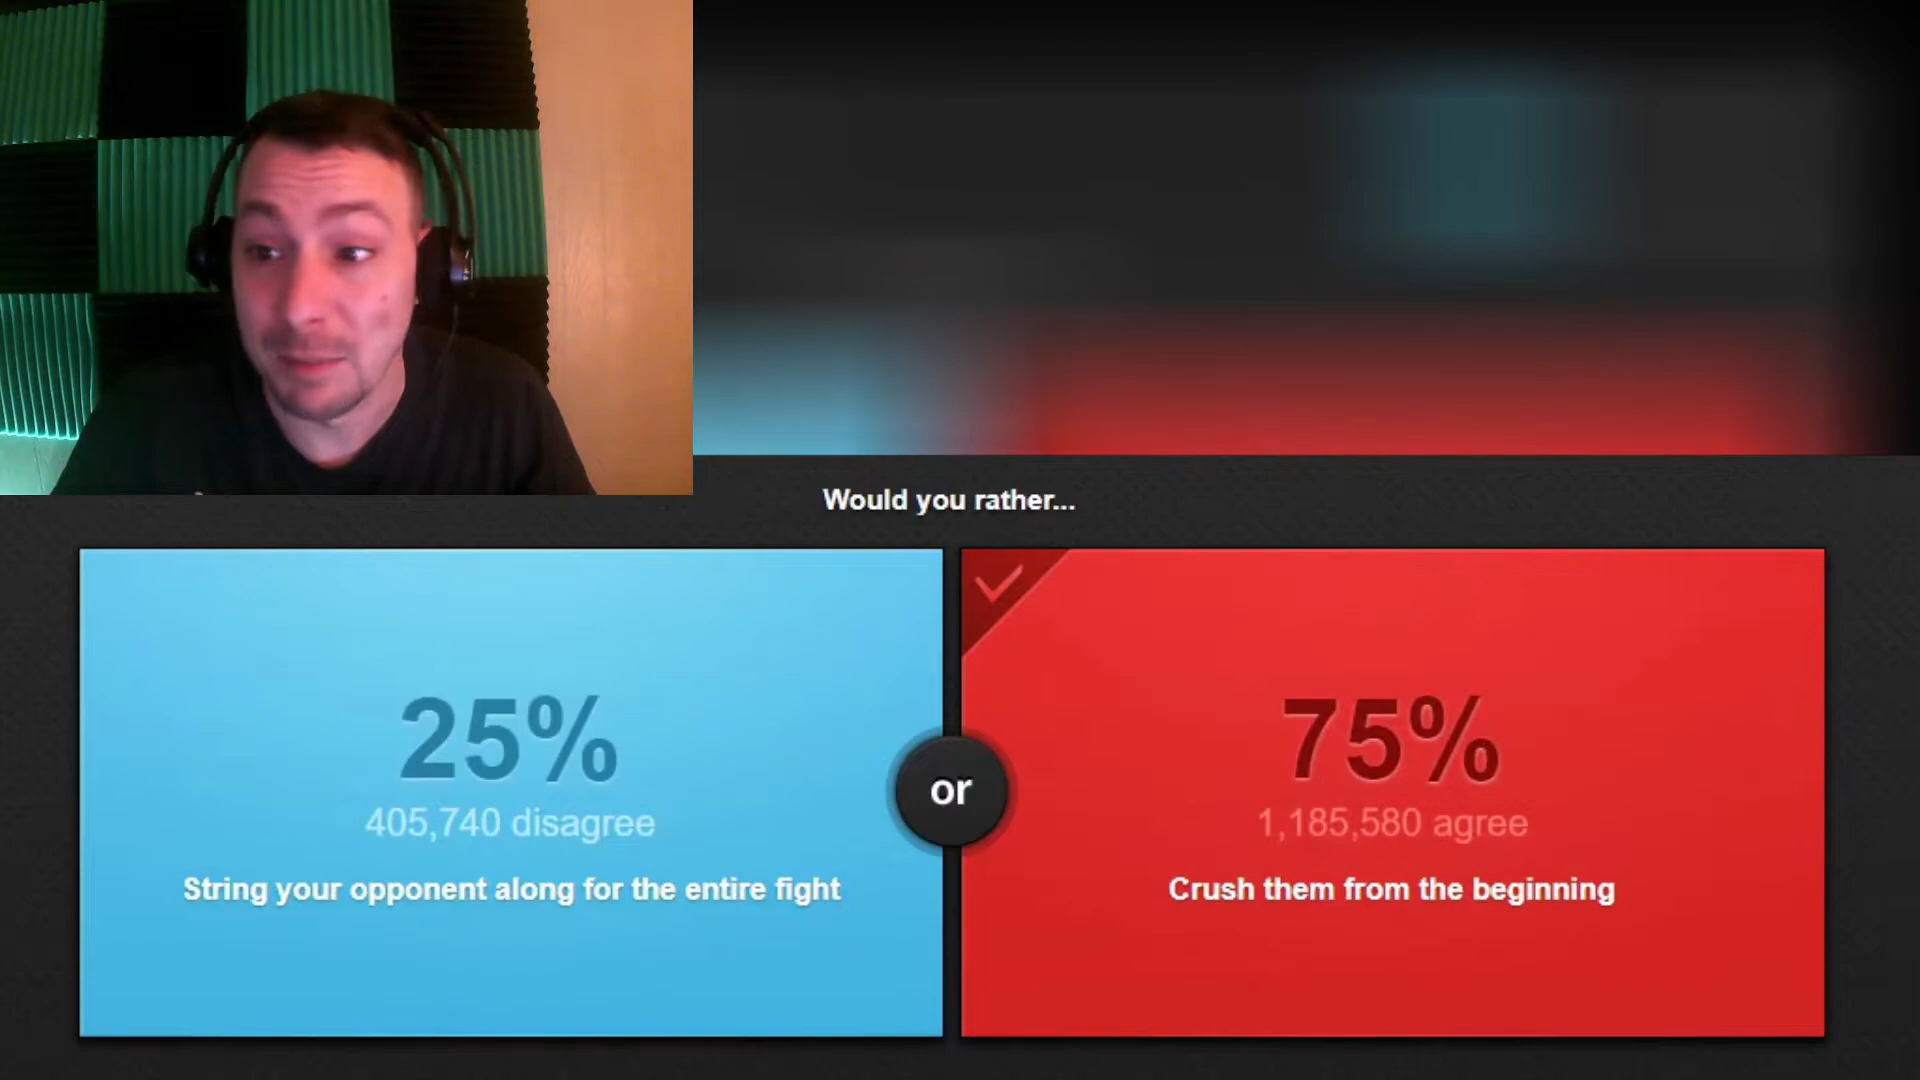 Would you rather...
25%
405,740 disagree
String your opponent along for the entire fight
or
75%
1,185,580 agree
Crush them from the beginning